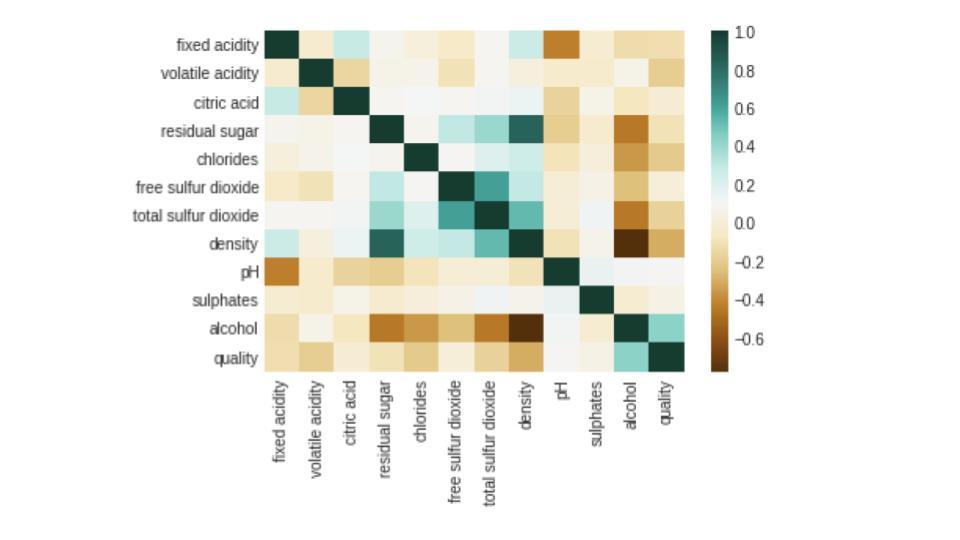 fixed acidity
volatile acidity
citric acid
residual sugar
chlorides
free sulfur dioxide
total sulfur dioxide
density
pH
sulphates
alcohol
quality
fixed acidity
volatile acidity
citric acid
residual sugar
chlorides
free sulfur dioxide
total sulfur dioxide
density
pH
sulphates
alcohol
quality
1.0
0.8
0.6
0.4
0.2
0.0
−0.2
−0.4
−0.6